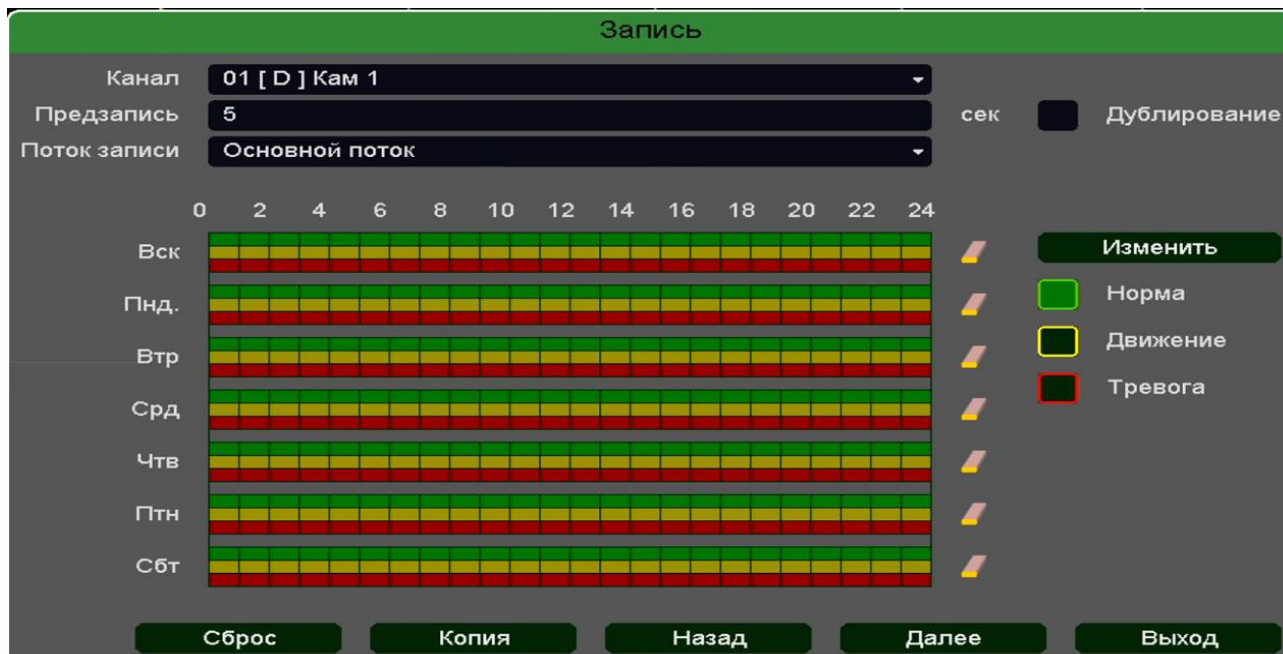 Запись
Канал 01 [ D ] Кам 1
Предзапись 5 сек Дублирование
Поток записи Основной поток
0 2 4 6 8 10 12 14 16 18 20 22 24
Вск Изменить
Пнд. Норма
Втр Движение
Срд Тревога
Чтв
Птн
Сбт
Сброс Копия Назад Далее Выход